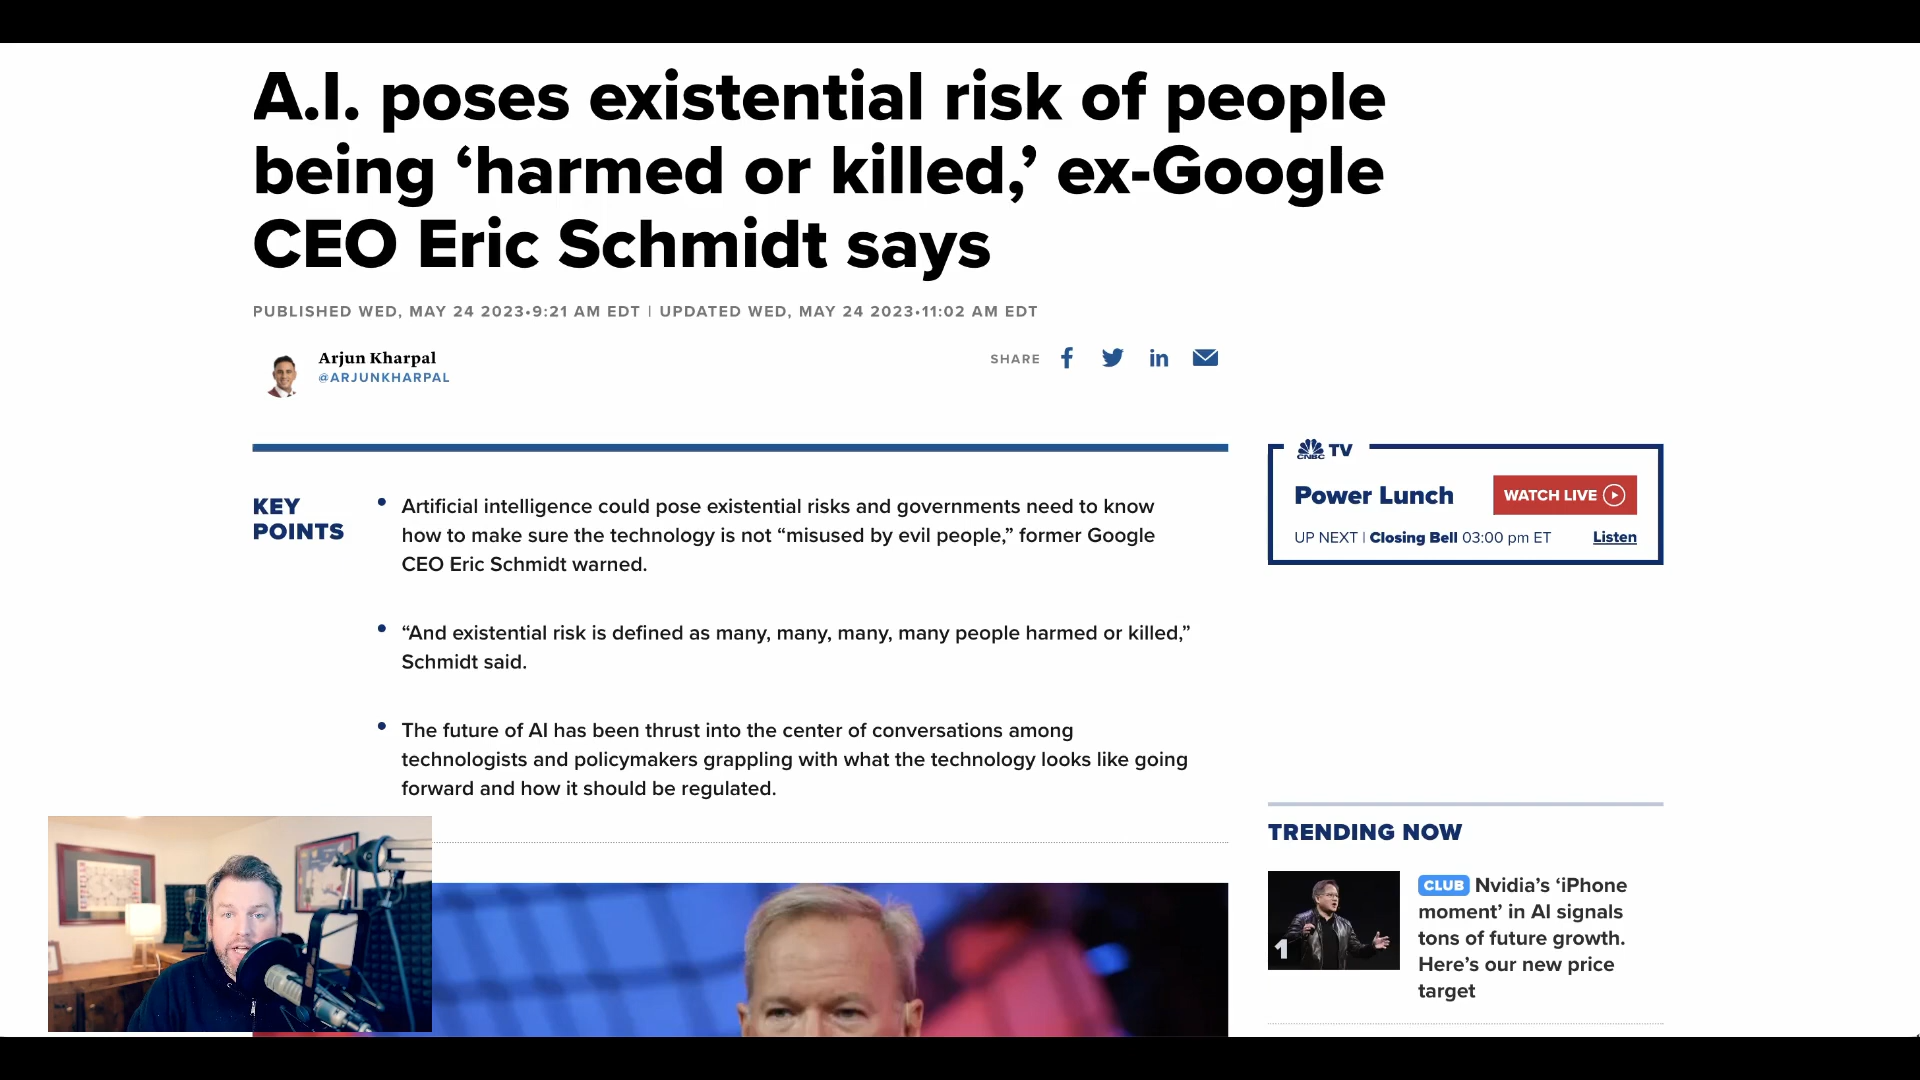 A.I. poses existential risk of people
being ‘harmed or killed,’ ex-Google
CEO Eric Schmidt says
PUBLISHED WED, MAY 24 2023•9:21 AM EDT | UPDATED WED, MAY 24 2023•11:02 AM EDT
Arjun Kharpal
@ARJUNKHARPAL
SHARE
KEY
POINTS
• Artificial intelligence could pose existential risks and governments need to know
how to make sure the technology is not “misused by evil people,” former Google
CEO Eric Schmidt warned.
• “And existential risk is defined as many, many, many, many people harmed or killed,”
Schmidt said.
• The future of AI has been thrust into the center of conversations among
technologists and policymakers grappling with what the technology looks like going
forward and how it should be regulated.
CNBC TV
Power Lunch
WATCH LIVE
UP NEXT | Closing Bell 03:00 pm ET
Listen
TRENDING NOW
1
CLUB Nvidia’s ‘iPhone
moment’ in AI signals
tons of future growth.
Here’s our new price
target